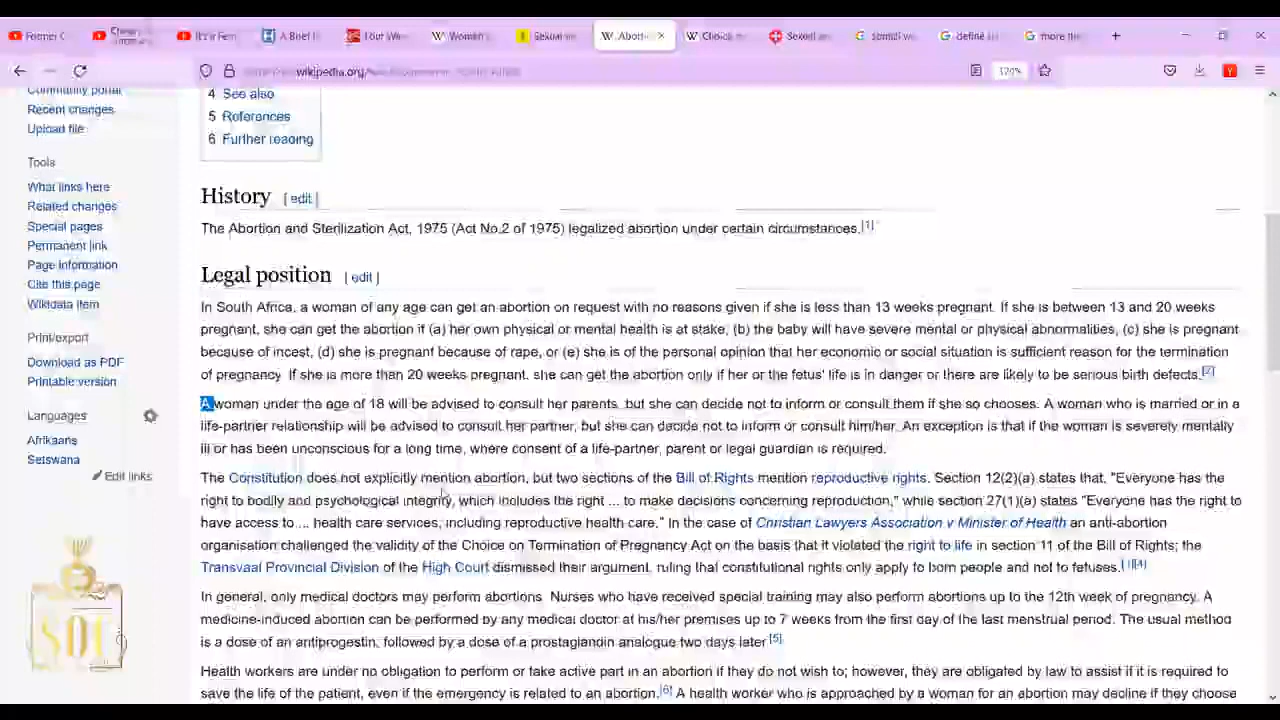 Former C
It's a Fem
A Brief H
Tour Wee
Women's
Sexual vio
Abortion
Choice on
Sexual and
define
more tha
wikipedia.org
120%
Community portal
Recent changes
Upload file
Tools
What links here
Related changes
Special pages
Permanent link
Page information
Cite this page
Wikidata item
Print/export
Download as PDF
Printable version
Languages
Afrikaans
Setswana
Edit links
SOC
4 See also
5 References
6 Further reading
History [ edit ]
The Abortion and Sterilization Act, 1975 (Act No.2 of 1975) legalized abortion under certain circumstances.[1]
Legal position [ edit ]
In South Africa, a woman of any age can get an abortion on request with no reasons given if she is less than 13 weeks pregnant. If she is between 13 and 20 weeks
pregnant, she can get the abortion if (a) her own physical or mental health is at stake, (b) the baby will have severe mental or physical abnormalities, (c) she is pregnant
because of incest, (d) she is pregnant because of rape, or (e) she is of the personal opinion that her economic or social situation is sufficient reason for the termination
of pregnancy. If she is more than 20 weeks pregnant, she can get the abortion only if her or the fetus' life is in danger or there are likely to be serious birth defects.[2]
A woman under the age of 18 will be advised to consult her parents, but she can decide not to inform or consult them if she so chooses. A woman who is married or in a
life-partner relationship will be advised to consult her partner, but she can decide not to inform or consult him/her. An exception is that if the woman is severely mentally
ill or has been unconscious for a long time, where consent of a life-partner, parent or legal guardian is required.
The Constitution does not explicitly mention abortion, but two sections of the Bill of Rights mention reproductive rights. Section 12(2)(a) states that, "Everyone has the
right to bodily and psychological integrity, which includes the right ... to make decisions concerning reproduction," while section 27(1)(a) states "Everyone has the right to
have access to ... health care services, including reproductive health care." In the case of Christian Lawyers Association v Minister of Health an anti-abortion
organisation challenged the validity of the Choice on Termination of Pregnancy Act on the basis that it violated the right to life in section 11 of the Bill of Rights; the
Transvaal Provincial Division of the High Court dismissed their argument, ruling that constitutional rights only apply to born people and not to fetuses.[3][4]
In general, only medical doctors may perform abortions. Nurses who have received special training may also perform abortions up to the 12th week of pregnancy. A
medicine-induced abortion can be performed by any medical doctor at his/her premises up to 7 weeks from the first day of the last menstrual period. The usual method
is a dose of an antiprogestin, followed by a dose of a prostaglandin analogue two days later.[5]
Health workers are under no obligation to perform or take active part in an abortion if they do not wish to; however, they are obligated by law to assist if it is required to
save the life of the patient, even if the emergency is related to an abortion.[6] A health worker who is approached by a woman for an abortion may decline if they choose